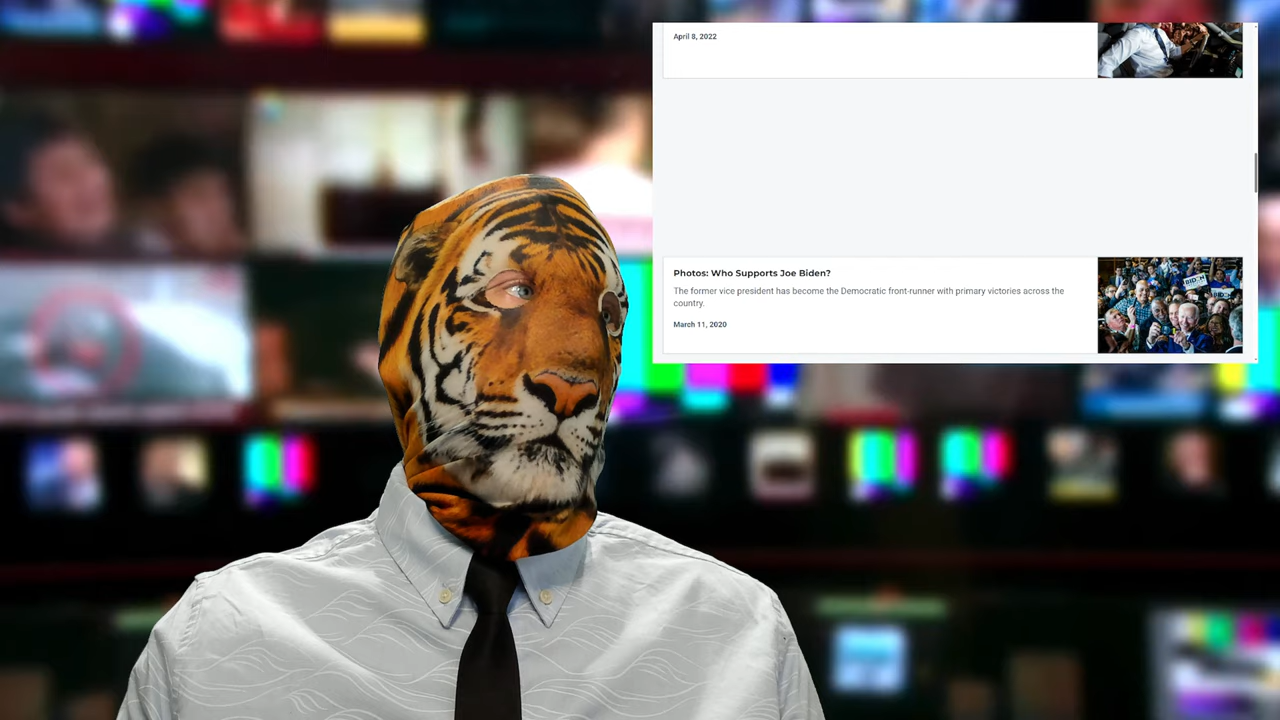 April 8, 2022
Photos: Who Supports Joe Biden?
The former vice president has become the Democratic front-runner with primary victories across the
country.
March 11, 2020